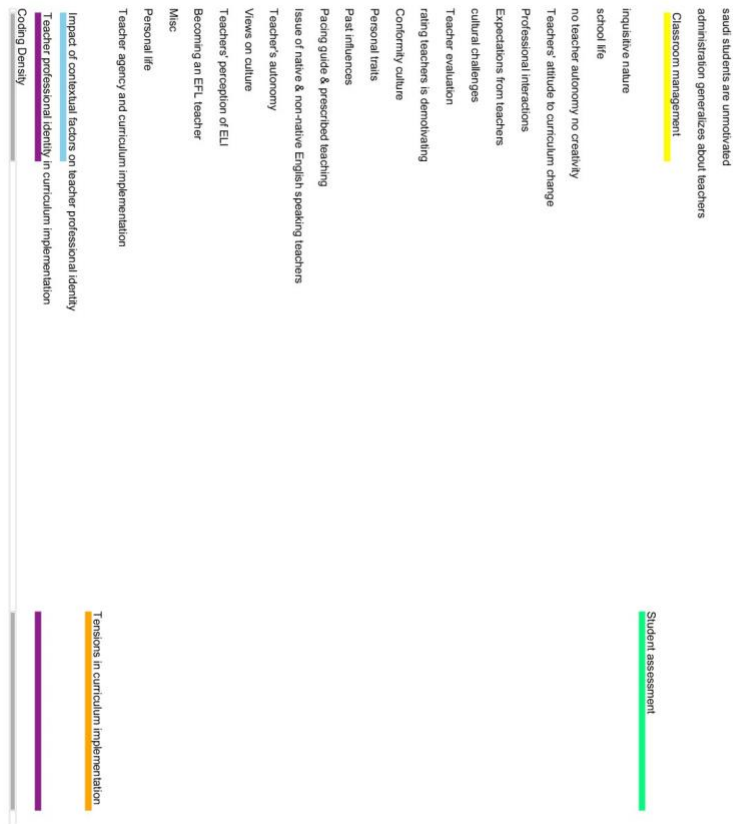 saudi students are unmotivated
administration generalizes about teachers
Classroom management
Student assessment
inquisitive nature
school life
no teacher autonomy no creativity
Teachers' attitude to curriculum change
Professional interactions
Expectations from teachers
cultural challenges
Teacher evaluation
rating teachers is demotivating
Conformity culture
Personal traits
Past influences
Pacing guide & prescribed teaching
Issue of native & non-native English speaking teachers
Teacher's autonomy
Views on culture
Teachers' perception of ELI
Becoming an EFL teacher
Misc
Personal life
Teacher agency and curriculum implementation
Tensions in curriculum implementation
Impact of contextual factors on teacher professional identity
Teacher professional identity in curriculum implementation
Coding Density